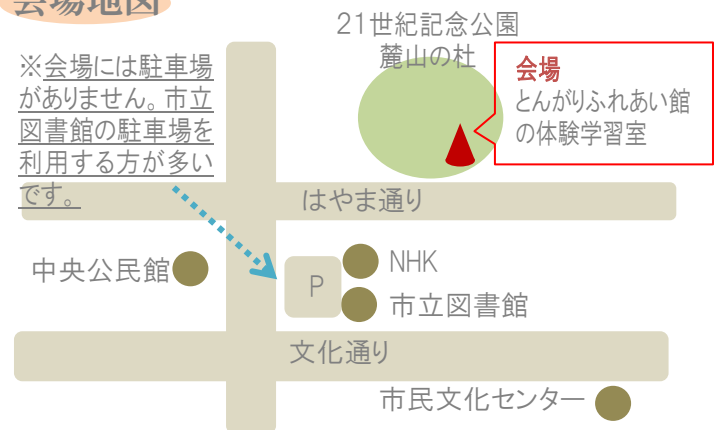 会場地図
21世紀記念公園
麓山の杜
※会場には駐車場
がありません。市立
図書館の駐車場を
利用する方が多い
です。
会場
とんがりふれあい館
の体験学習室
はやま通り
中央公民館
P
NHK
市立図書館
文化通り
市民文化センター